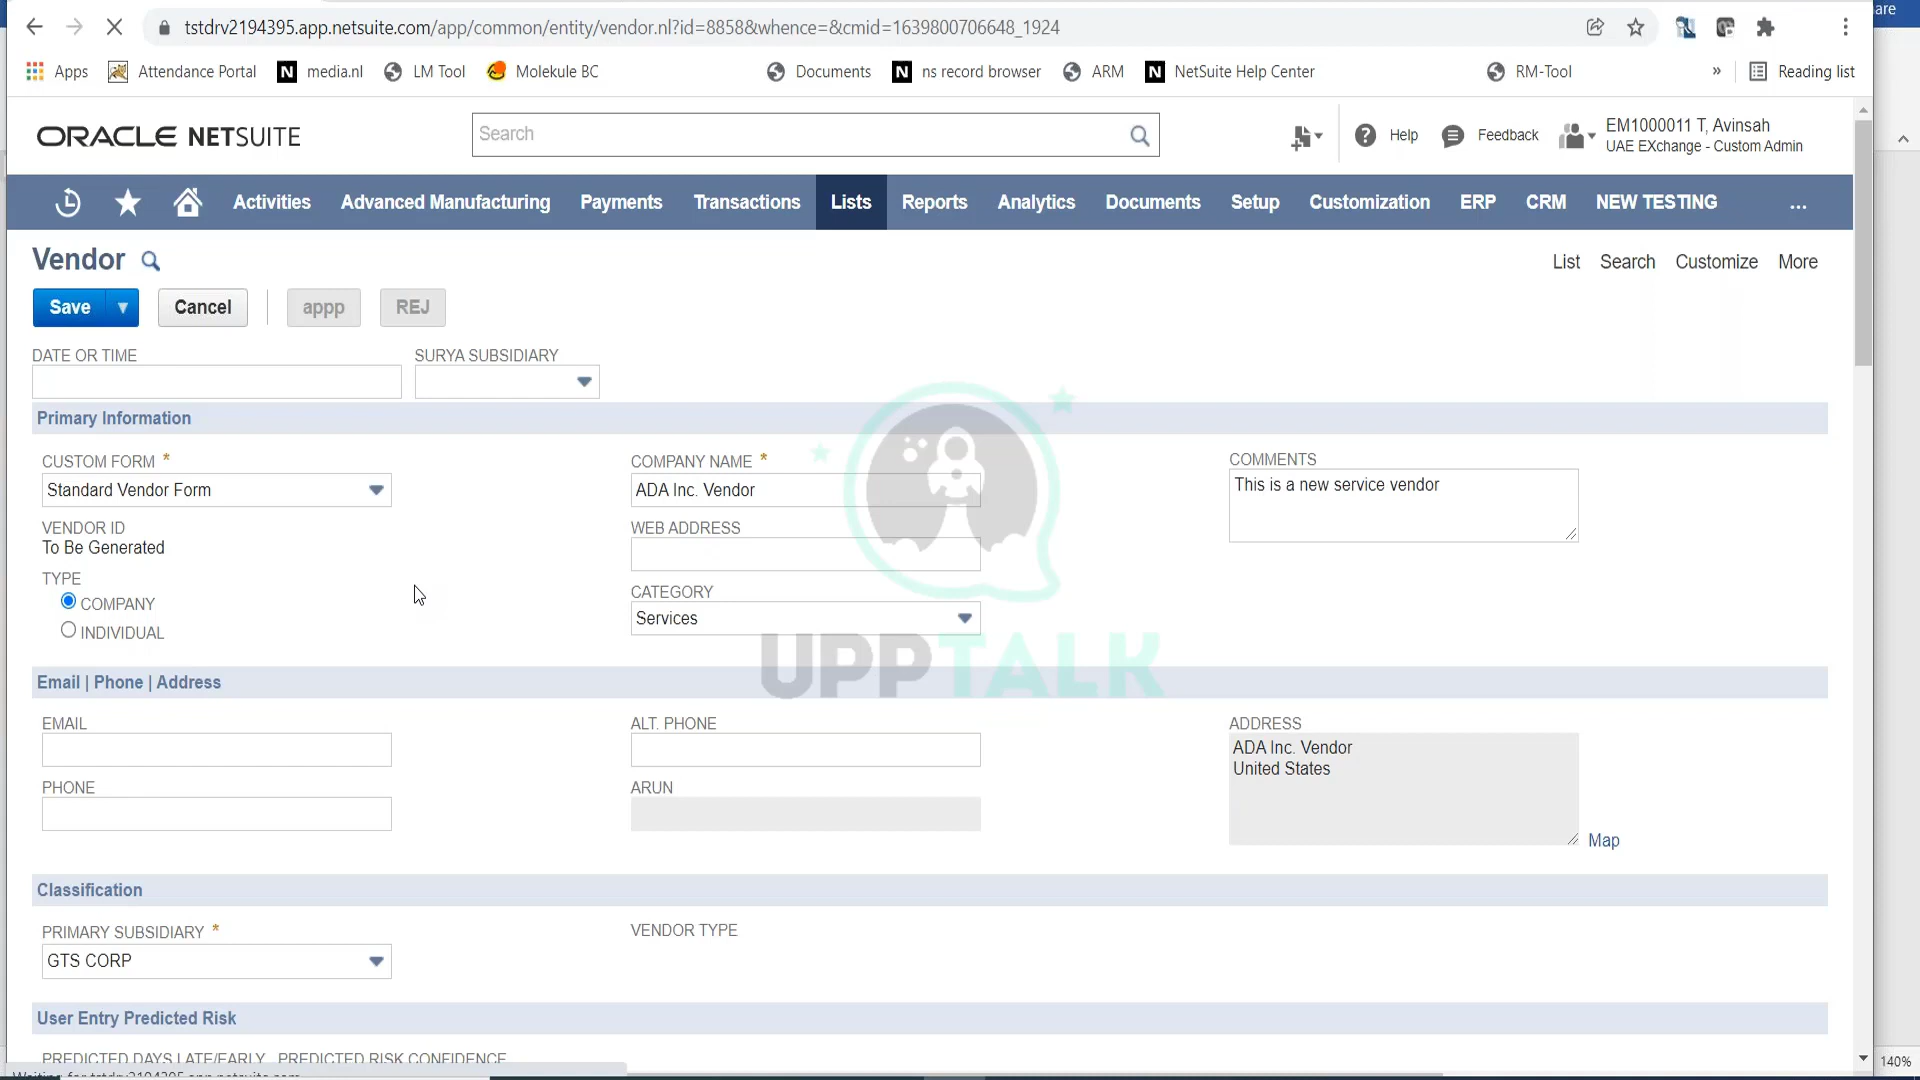 are
tstdrv2194395.app.netsuite.com/app/common/entity/vendor.nl?id=8858&whence=&cmid=1639800706648_1924
Apps Attendance Portal N media.nl LM Tool Molekule BC Documents N ns record browser ARM N NetSuite Help Center RM-Tool » Reading list
ORACLE NETSUITE
Search
Help
Feedback
EM1000011 T, Avinsah
UAE EXchange - Custom Admin
Activities Advanced Manufacturing Payments Transactions Lists Reports Analytics Documents Setup Customization ERP CRM NEW TESTING ...
Vendor
List Search Customize More
Save Cancel appp REJ
DATE OR TIME
SURYA SUBSIDIARY
Primary Information
CUSTOM FORM *
Standard Vendor Form
VENDOR ID
To Be Generated
TYPE
COMPANY
INDIVIDUAL
COMPANY NAME *
ADA Inc. Vendor
WEB ADDRESS
CATEGORY
Services
COMMENTS
This is a new service vendor
UPPTALK
Email | Phone | Address
EMAIL
PHONE
ALT. PHONE
ARUN
ADDRESS
ADA Inc. Vendor
United States
Map
Classification
PRIMARY SUBSIDIARY *
GTS CORP
VENDOR TYPE
User Entry Predicted Risk
PREDICTED DAYS LATE/EARLY PREDICTED RISK CONFIDENCE
Waiting for tstdrv2194395.app.netsuite.com...
140%